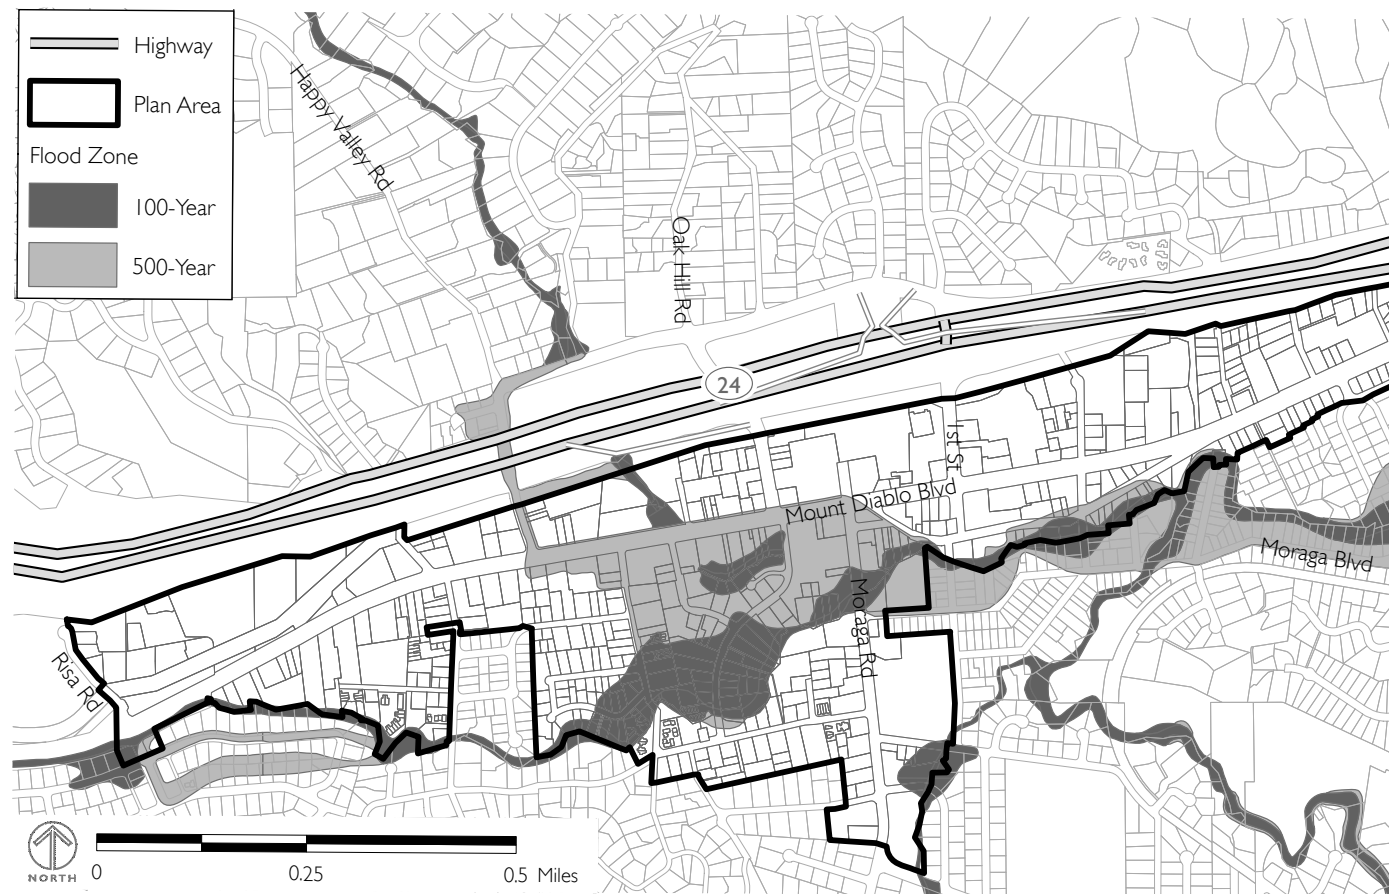 Highway
Plan Area
Flood Zone
100-Year
500-Year
Happy Valley Rd
Oak Hill Rd
24
1st St
Mount Diablo Blvd
Moraga Blvd
Moraga Rd
Risa Rd
NORTH
0 0.25 0.5 Miles